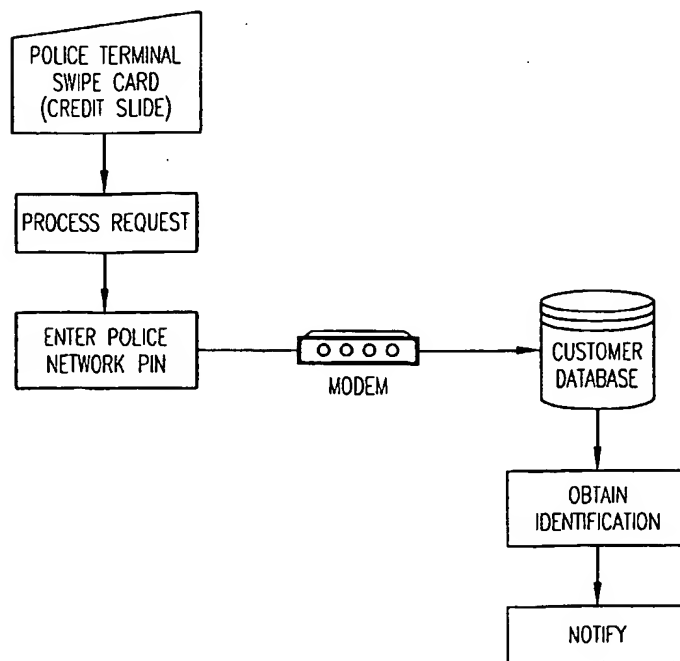 POLICE TERMINAL
SWIPE CARD
(CREDIT SLIDE)
PROCESS REQUEST
ENTER POLICE
NETWORK PIN
MODEM
CUSTOMER
DATABASE
OBTAIN
IDENTIFICATION
NOTIFY